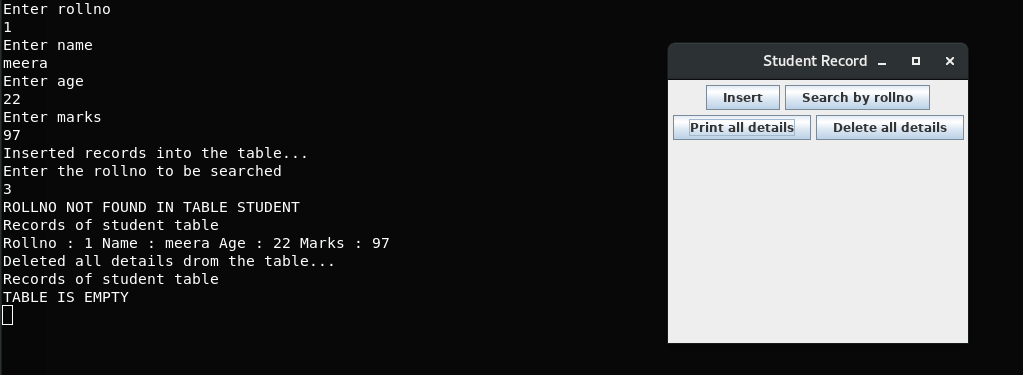 Enter rollno
1
Enter name
meera
Enter age
22
Enter marks
97
Inserted records into the table...
Enter the rollno to be searched
3
ROLLNO NOT FOUND IN TABLE STUDENT
Records of student table
Rollno : 1 Name : meera Age : 22 Marks : 97
Deleted all details drom the table...
Records of student table
TABLE IS EMPTY
Student Record
Insert Search by rollno
Print all details Delete all details